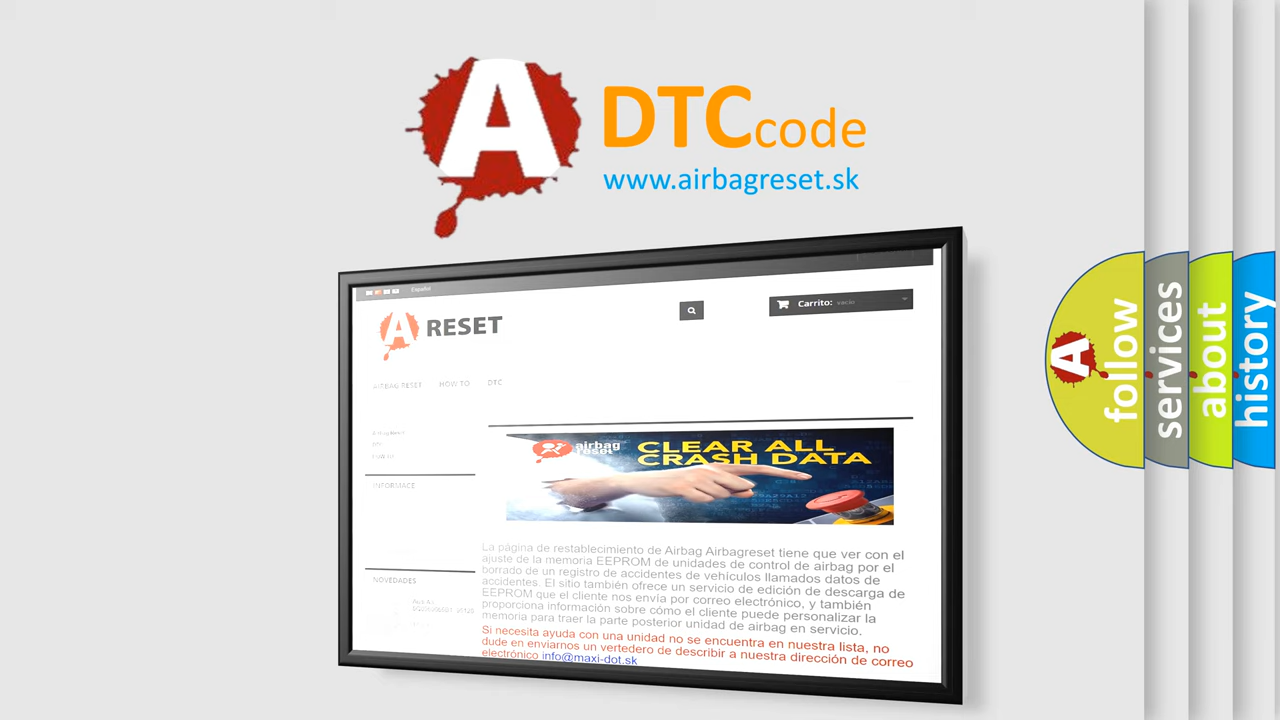 A
DTCcode
www.airbagreset.sk
Español
A RESET
Carrito: vacío
AIRBAG RESET HOW TO DTC
INFORMACE
NOVEDADES
airbag
reset
CLEAR ALL
CRASH DATA
La página de restablecimiento de Airbag Airbagreset tiene que ver con el
ajuste de la memoria EEPROM de unidades de control de airbag por el
borrado de un registro de accidentes de vehículos llamados datos de
accidentes. El sitio también ofrece un servicio de edición de descarga de
EEPROM que el cliente nos envía por correo electrónico, y también
proporciona información sobre cómo el cliente puede personalizar la
memoria para traer la parte posterior unidad de airbag en servicio.
Si necesita ayuda con una unidad no se encuentra en nuestra lista, no
dude en enviarnos un vertedero de describir a nuestra dirección de correo
electrónico info@maxi-dot.sk
A
follow
services
about
history